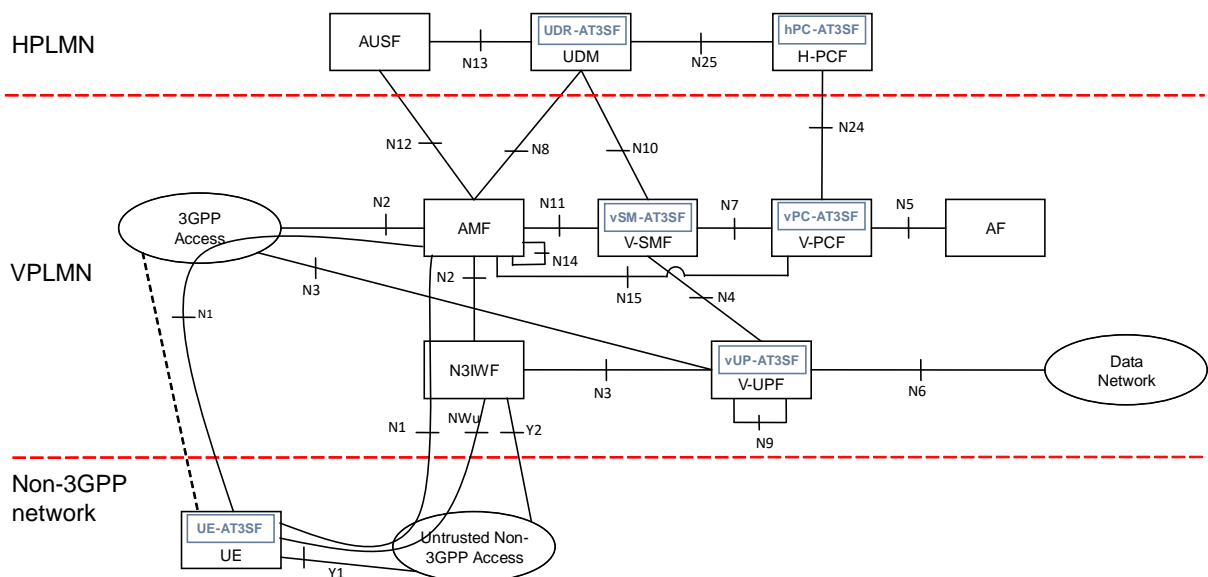 HPLMN
AUSF
N13
UDR-AT3SF
UDM
N25
hPC-AT3SF
H-PCF
N12
N8
N10
N24
VPLMN
3GPP
Access
N2
AMF
N11
vSM-AT3SF
V-SMF
N7
vPC-AT3SF
V-PCF
N5
AF
N14
N3
N2
N15
N4
N1
N3IWF
N3
vUP-AT3SF
V-UPF
N6
Data
Network
N1
NWu
Y2
N9
Non-3GPP
network
UE-AT3SF
UE
Untrusted Non-
3GPP Access
Y1